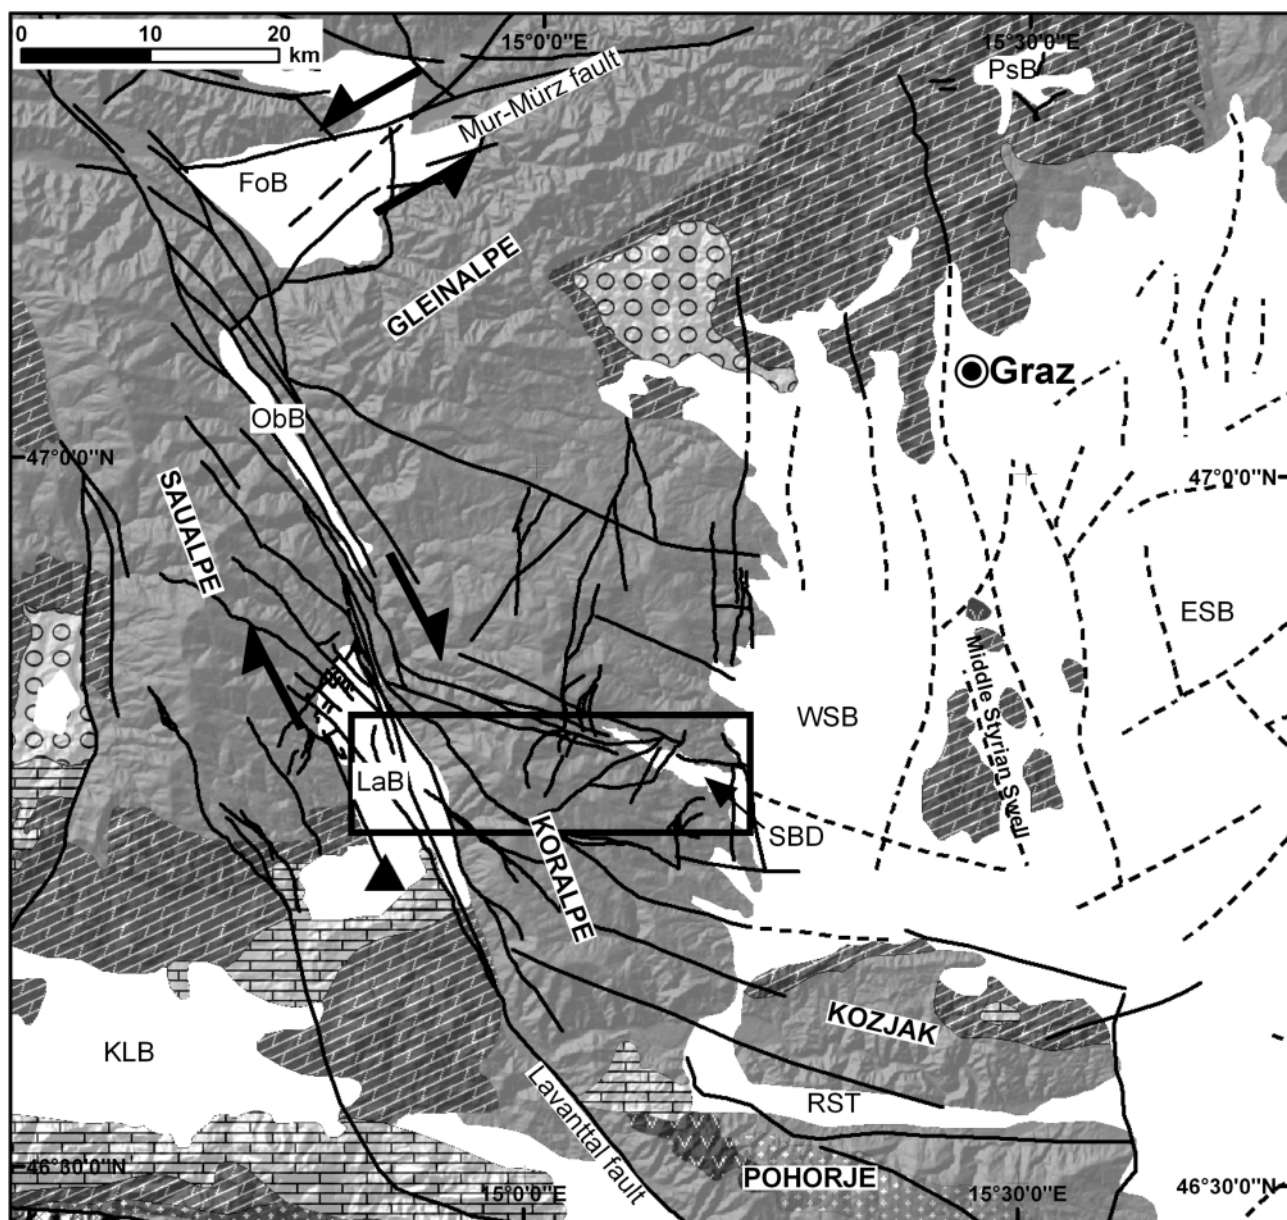 0 10 20
km
15°0'0"E
15°30'0"E
PsB
Mur-Mürz fault
FoB
GLEINALPE
Graz
ObB
47°0'0"N
47°0'0"N
SAUALPE
ESB
WSB
Middle Styrian Swell
LaB
SBD
KORALPE
KOZJAK
KLB
RST
Lavanttal fault
46°30'0"N
POHORJE
15°0'0"E
15°30'0"E
46°30'0"N